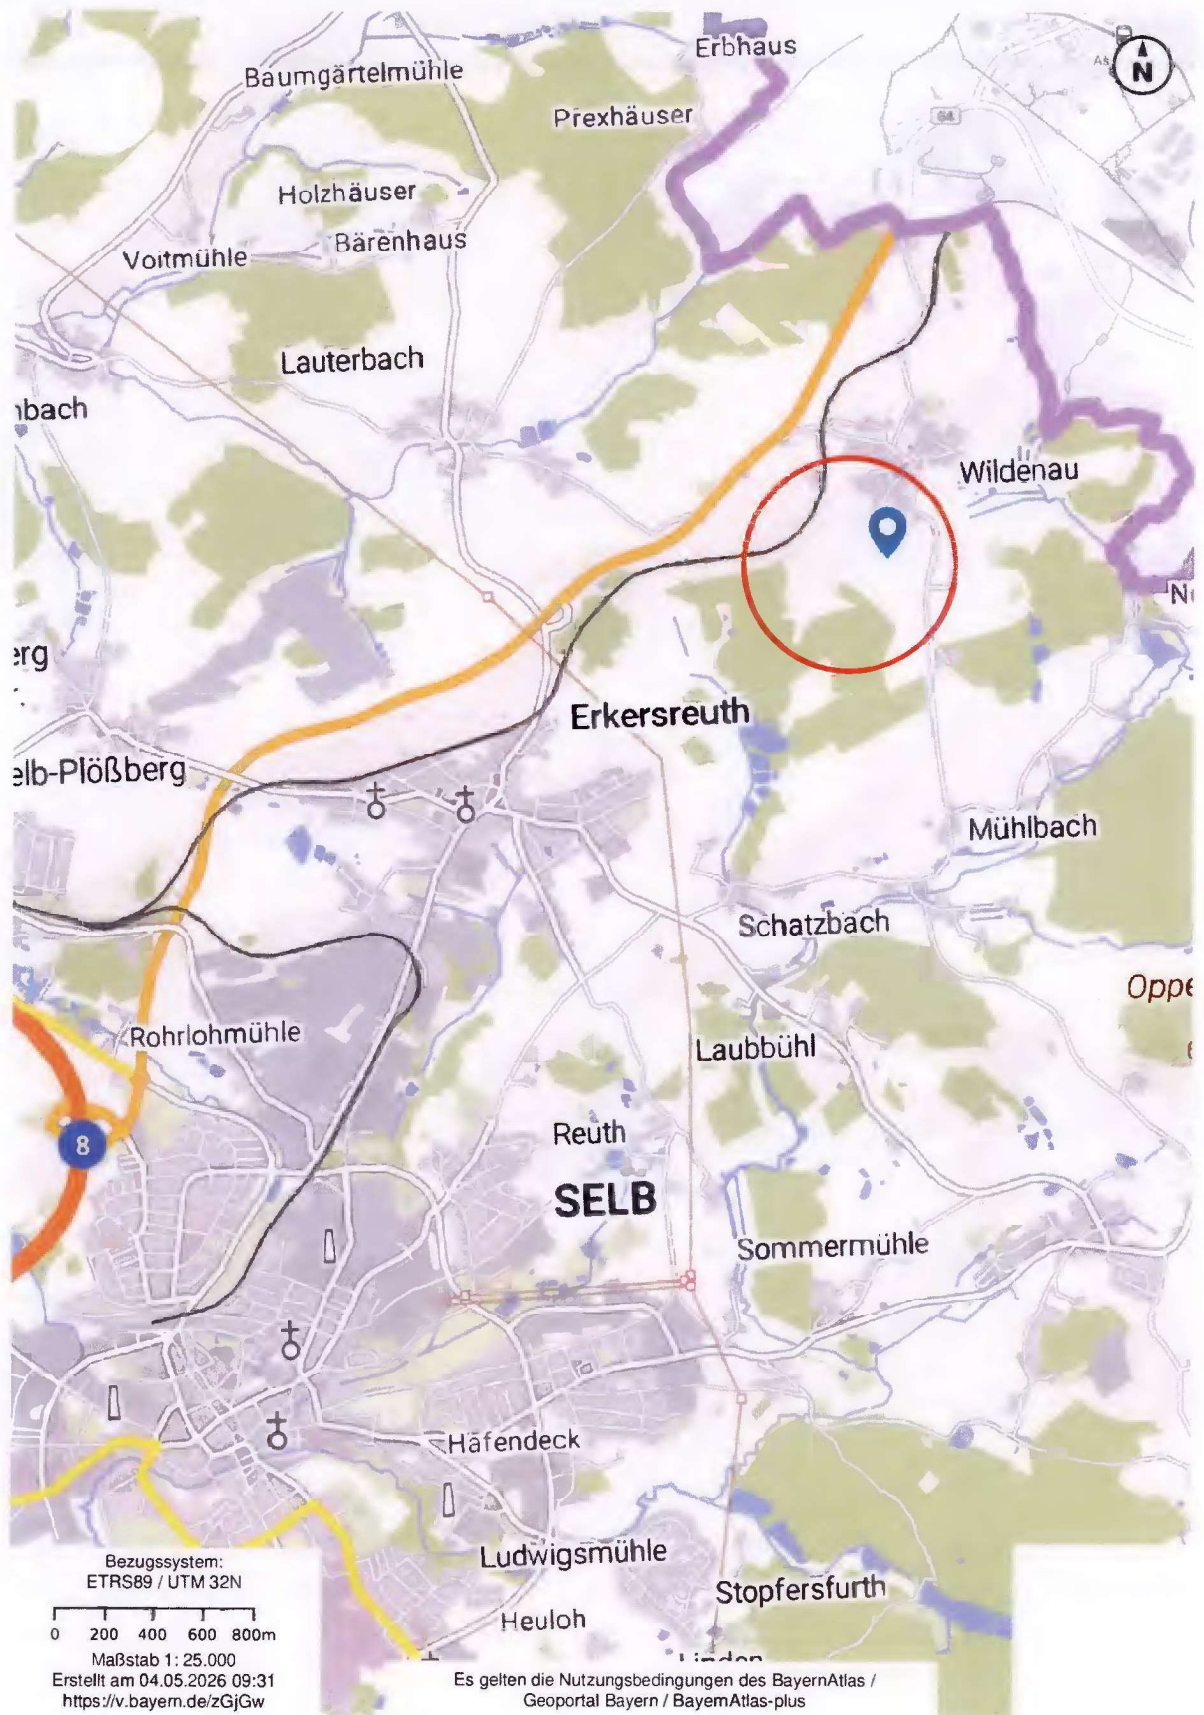 Erbhaus
N
Baumgärtelmühle
Prexhäuser
64
Holzhäuser
Bärenhaus
Voitmühle
Lauterbach
nbach
Wildenau
erg
Erkersreuth
elb-Plößberg
Mühlbach
Schatzbach
Oppe
Rohrlohmühle
Laubbühl
8
Reuth
SELB
Sommermühle
Häfendeck
Ludwigsmühle
Stopfersfurth
Heuloh
Linden
Bezugssystem:
ETRS89 / UTM 32N
0 200 400 600 800m
Maßstab 1: 25.000
Erstellt am 04.05.2026 09:31
https://v.bayern.de/zGjGw
Es gelten die Nutzungsbedingungen des BayernAtlas /
Geoportal Bayern / BayernAtlas-plus